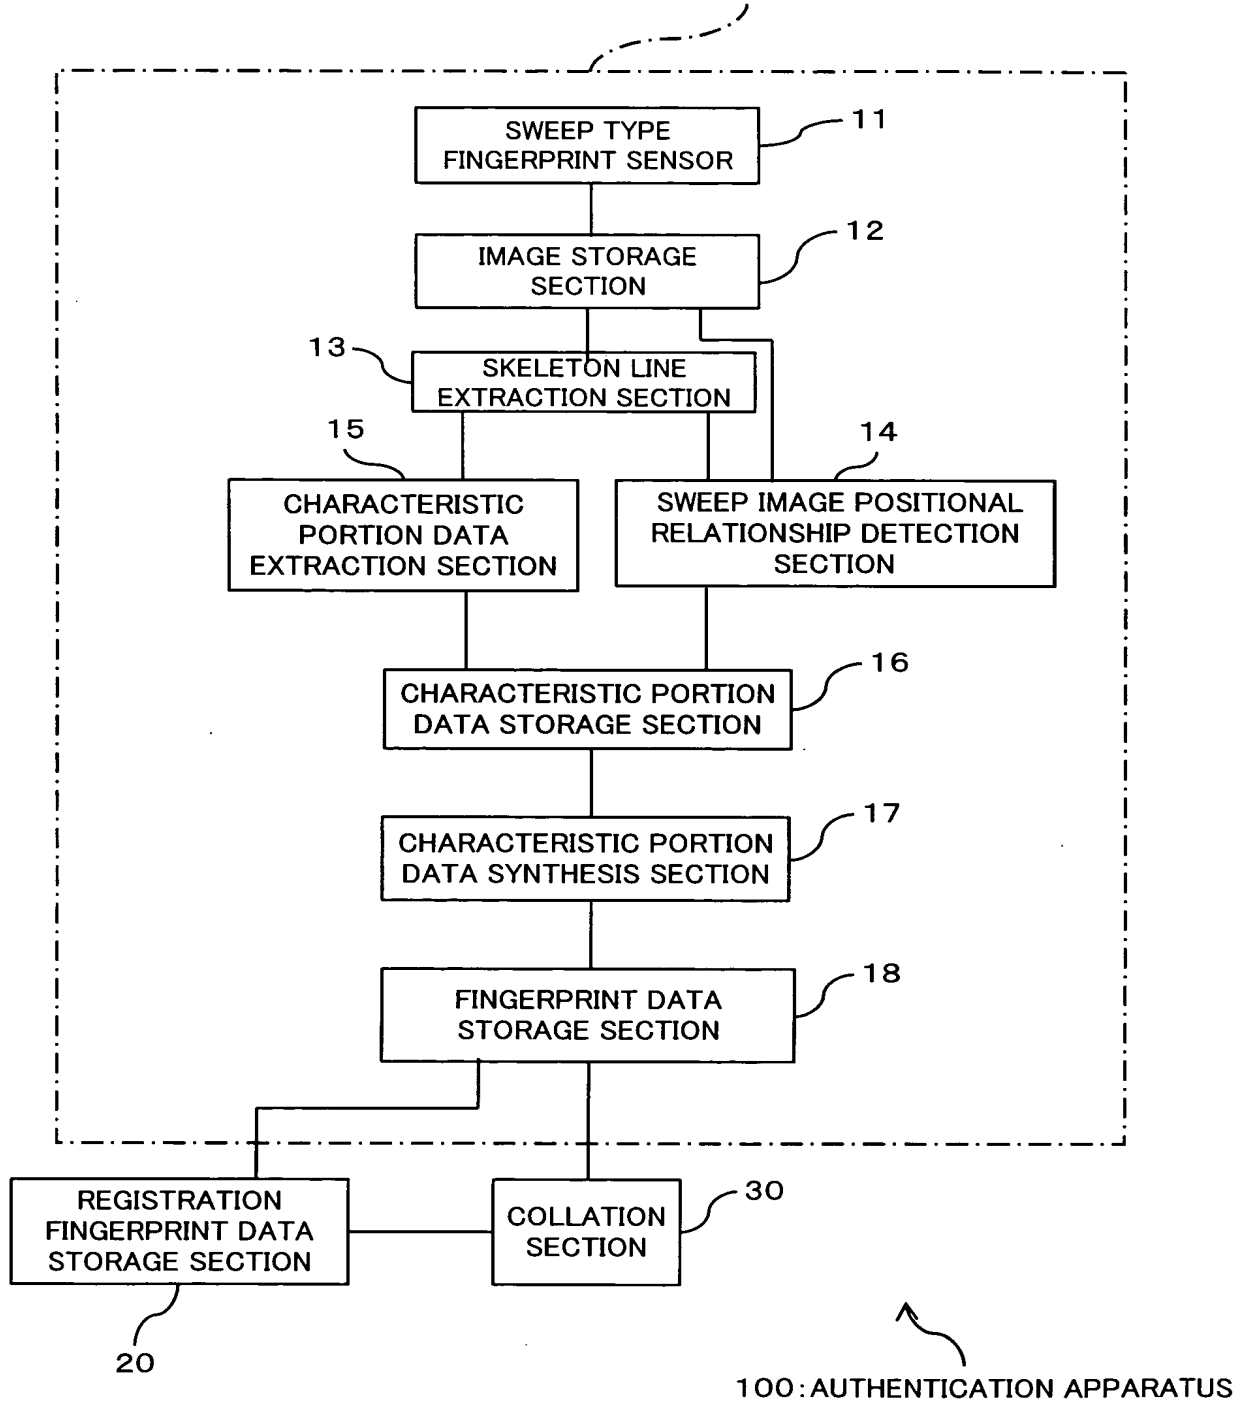 SWEEP TYPE
FINGERPRINT SENSOR
11
IMAGE STORAGE
SECTION
12
13
SKELETON LINE
EXTRACTION SECTION
15
14
CHARACTERISTIC
PORTION DATA
EXTRACTION SECTION
SWEEP IMAGE POSITIONAL
RELATIONSHIP DETECTION
SECTION
16
CHARACTERISTIC PORTION
DATA STORAGE SECTION
17
CHARACTERISTIC PORTION
DATA SYNTHESIS SECTION
18
FINGERPRINT DATA
STORAGE SECTION
REGISTRATION
FINGERPRINT DATA
STORAGE SECTION
20
COLLATION
SECTION
30
100:AUTHENTICATION APPARATUS